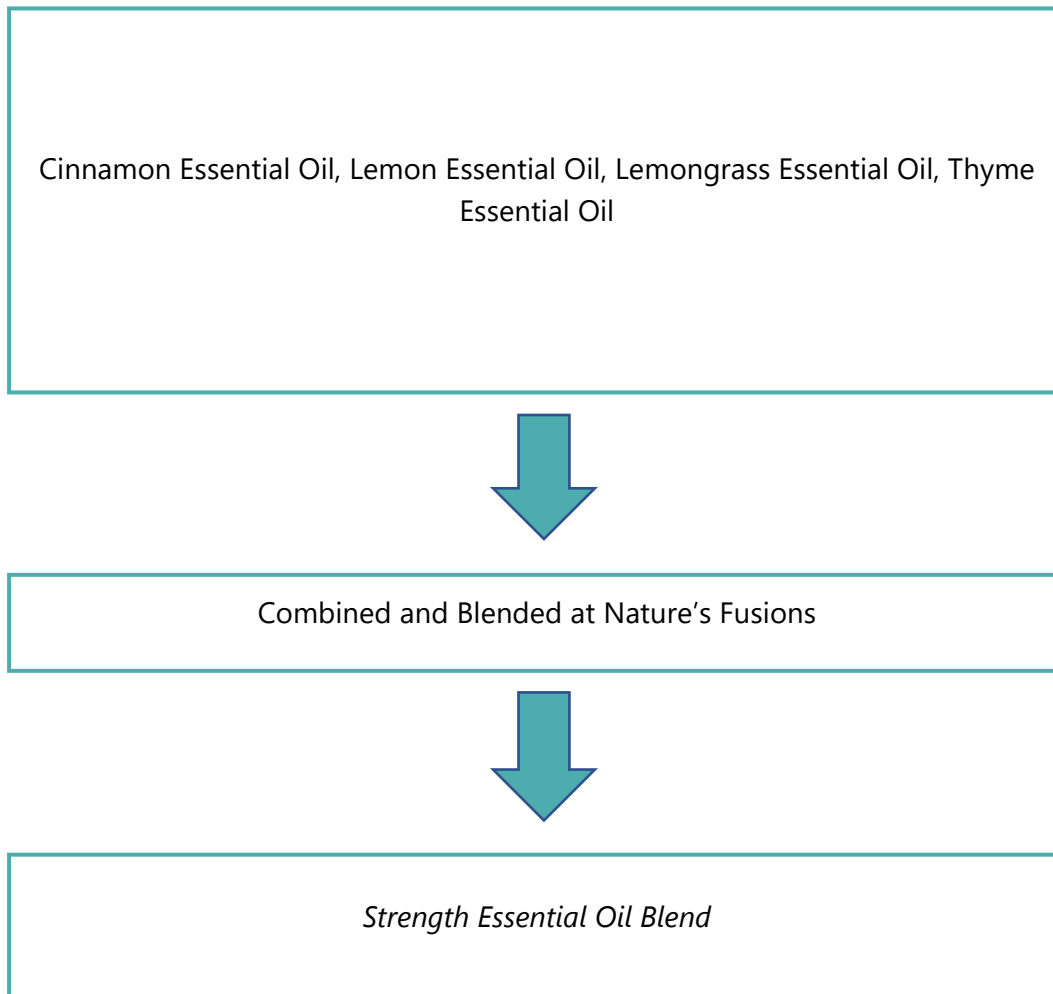 Cinnamon Essential Oil, Lemon Essential Oil, Lemongrass Essential Oil, Thyme
Essential Oil
Combined and Blended at Nature’s Fusions
Strength Essential Oil Blend